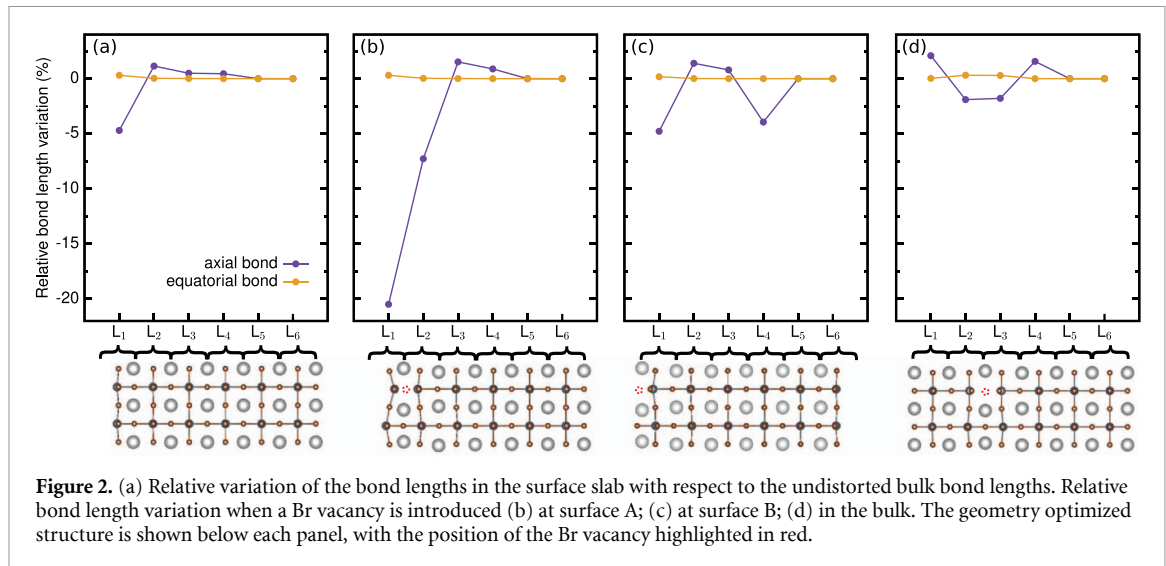 (a) (b) (c) (d)
Relative bond length variation (%)
0
-5
-10
-15
-20
axial bond
equatorial bond
L1 L2 L3 L4 L5 L6 L1 L2 L3 L4 L5 L6 L1 L2 L3 L4 L5 L6 L1 L2 L3 L4 L5 L6
Figure 2. (a) Relative variation of the bond lengths in the surface slab with respect to the undistorted bulk bond lengths. Relative
bond length variation when a Br vacancy is introduced (b) at surface A; (c) at surface B; (d) in the bulk. The geometry optimized
structure is shown below each panel, with the position of the Br vacancy highlighted in red.